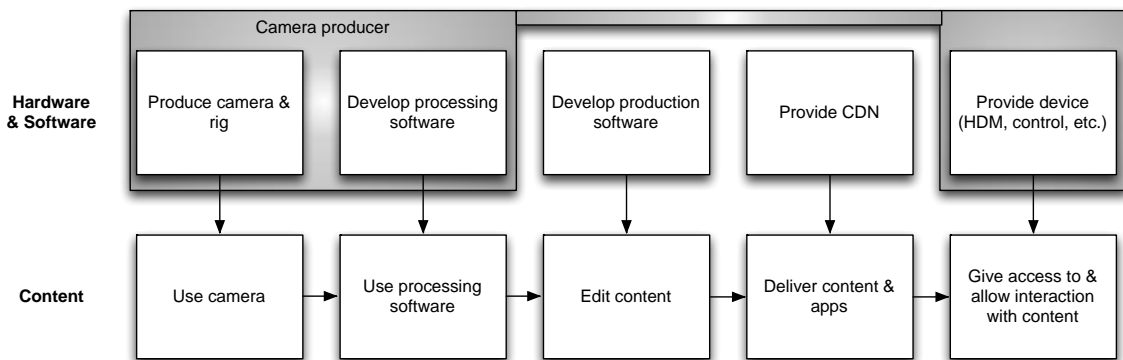 Camera producer
Hardware
& Software
Produce camera &
rig
Develop processing
software
Develop production
software
Provide CDN
Provide device
(HDM, control, etc.)
Content
Use camera
Use processing
software
Edit content
Deliver content &
apps
Give access to &
allow interaction
with content